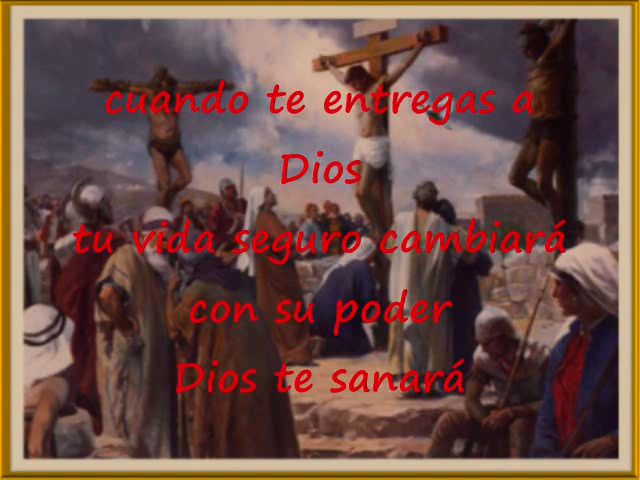 cuando te entregas a
Dios
tu vida seguro cambiará
con su poder
Dios te sanará